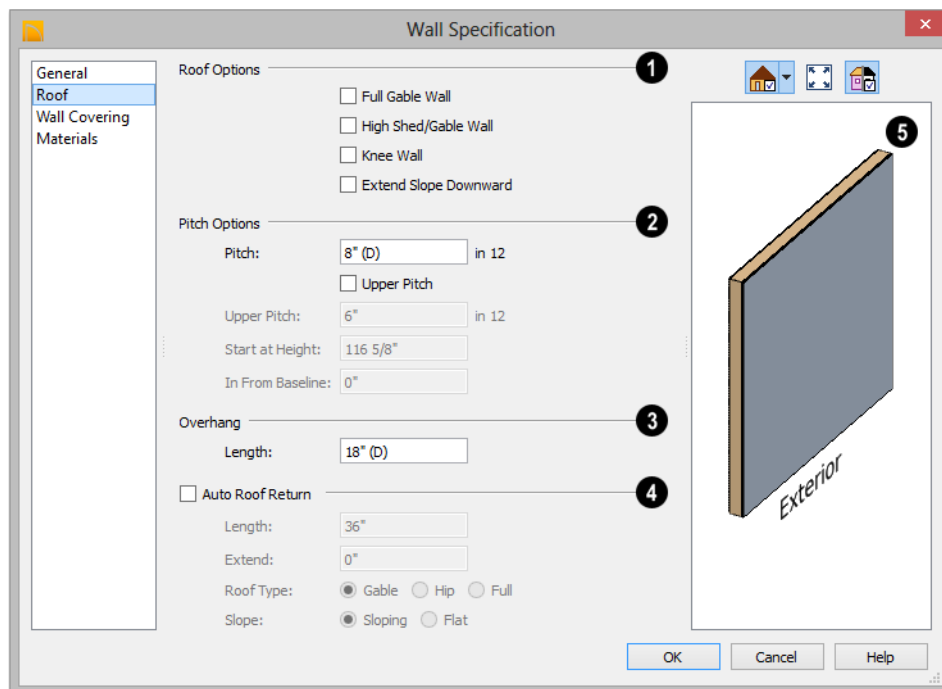 Wall Specification
General
Roof
Wall Covering
Materials
Roof Options
1
Full Gable Wall
High Shed/Gable Wall
Knee Wall
Extend Slope Downward
Pitch Options
2
Pitch: 8" (D) in 12
Upper Pitch
Upper Pitch: 6" in 12
Start at Height: 116 5/8"
In From Baseline: 0"
Overhang
3
Length: 18" (D)
Auto Roof Return
4
Length: 36"
Extend: 0"
Roof Type: Gable Hip Full
Slope: Sloping Flat
5
Exterior
OK Cancel Help